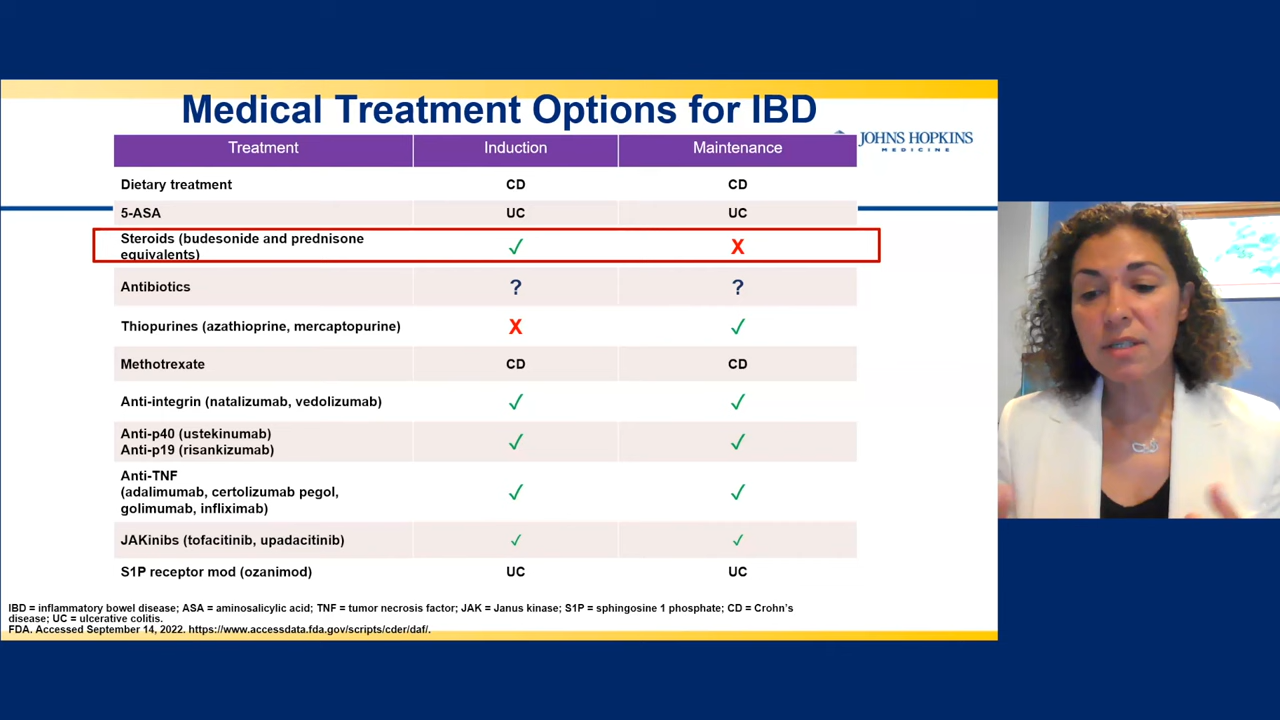 Medical Treatment Options for IBD
JOHNS HOPKINS
MEDICINE
Treatment Induction Maintenance
Dietary treatment CD CD
5-ASA UC UC
Steroids (budesonide and prednisone
equivalents) ✓ X
Antibiotics ? ?
Thiopurines (azathioprine, mercaptopurine) X ✓
Methotrexate CD CD
Anti-integrin (natalizumab, vedolizumab) ✓ ✓
Anti-p40 (ustekinumab)
Anti-p19 (risankizumab) ✓ ✓
Anti-TNF
(adalimumab, certolizumab pegol, ✓ ✓
golimumab, infliximab)
JAKinibs (tofacitinib, upadacitinib) ✓ ✓
S1P receptor mod (ozanimod) UC UC
IBD = inflammatory bowel disease; ASA = aminosalicylic acid; TNF = tumor necrosis factor; JAK = Janus kinase; S1P = sphingosine 1 phosphate; CD = Crohn's
disease; UC = ulcerative colitis.
FDA. Accessed September 14, 2022. https://www.accessdata.fda.gov/scripts/cder/daf/.